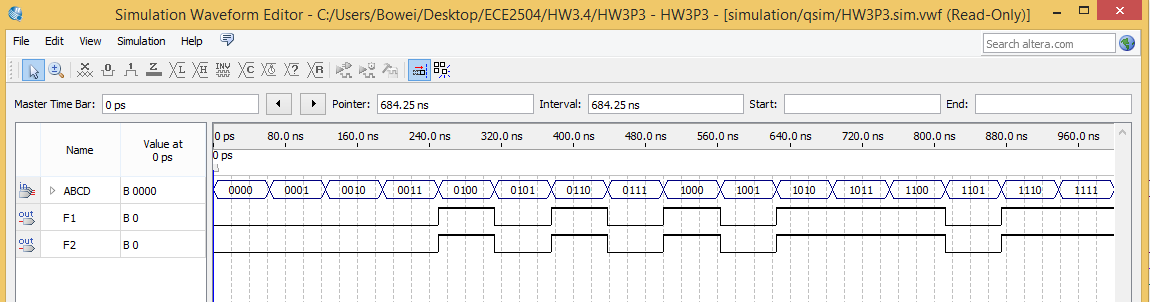 Simulation Waveform Editor - C:/Users/Bowei/Desktop/ECE2504/HW3.4/HW3P3 - HW3P3 - [simulation/qsim/HW3P3.sim.vwf (Read-Only)]
File Edit View Simulation Help Search altera.com
Master Time Bar: 0 ps Pointer: 684.25 ns Interval: 684.25 ns Start: End:
Name Value at 0 ps 0 ps 80.0 ns 160.0 ns 240.0 ns 320.0 ns 400.0 ns 480.0 ns 560.0 ns 640.0 ns 720.0 ns 800.0 ns 880.0 ns 960.0 ns
0 ps
in ABCD B 0000 0000 0001 0010 0011 0100 0101 0110 0111 1000 1001 1010 1011 1100 1101 1110 1111
out F1 B 0
out F2 B 0